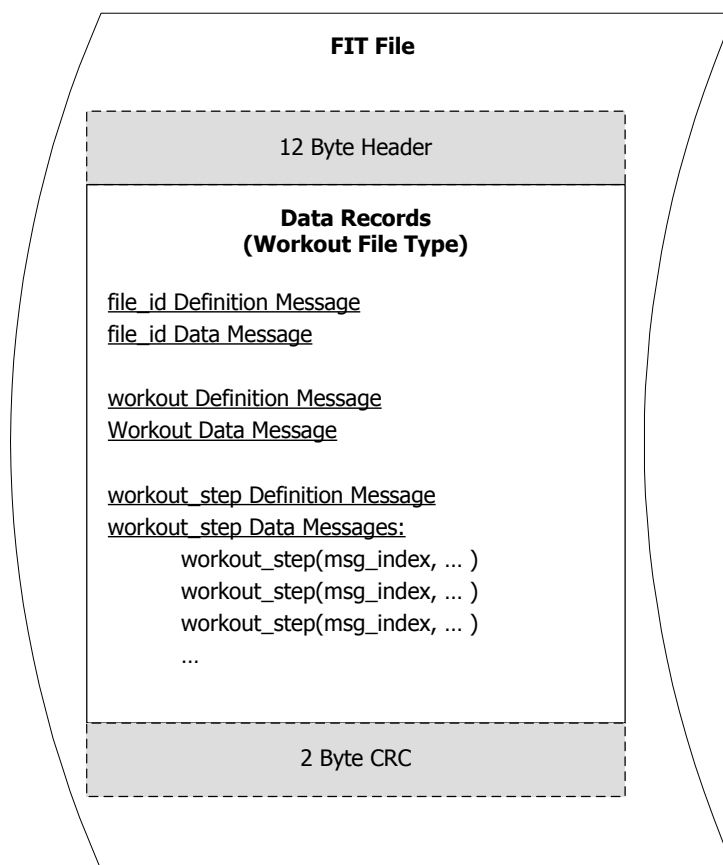 FIT File
12 Byte Header
Data Records
(Workout File Type)
file_id Definition Message
file_id Data Message
workout Definition Message
Workout Data Message
workout_step Definition Message
workout_step Data Messages:
workout_step(msg_index, … )
workout_step(msg_index, … )
workout_step(msg_index, … )
…
2 Byte CRC